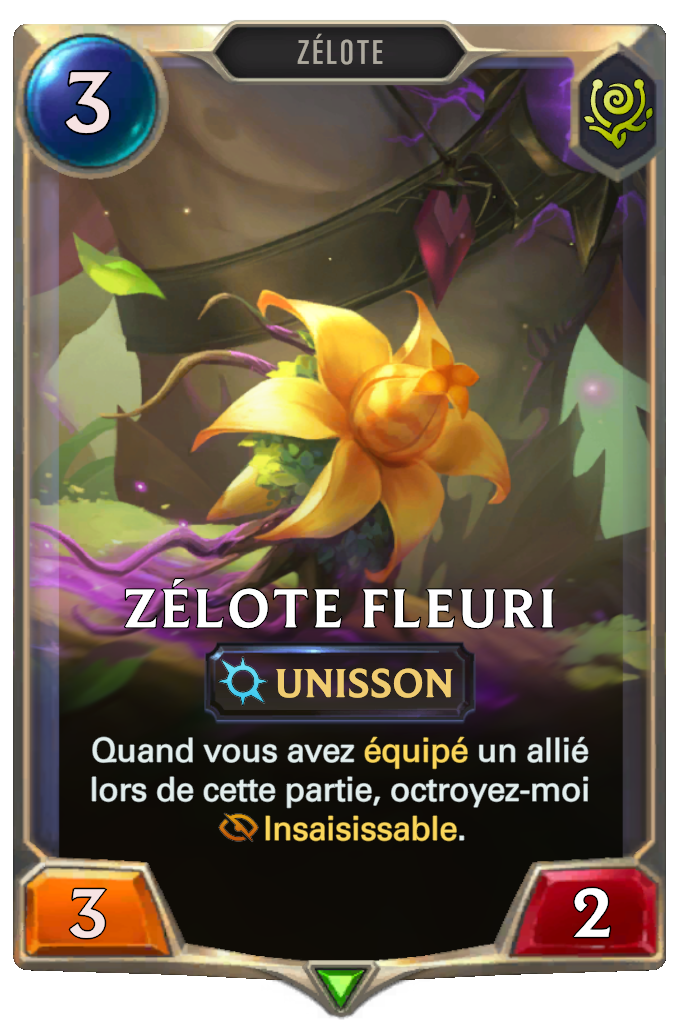 ZÉLOTE
3
ZÉLOTE FLEURI
UNISSON
Quand vous avez équipé un allié
lors de cette partie, octroyez-moi
Insaisissable.
3
2